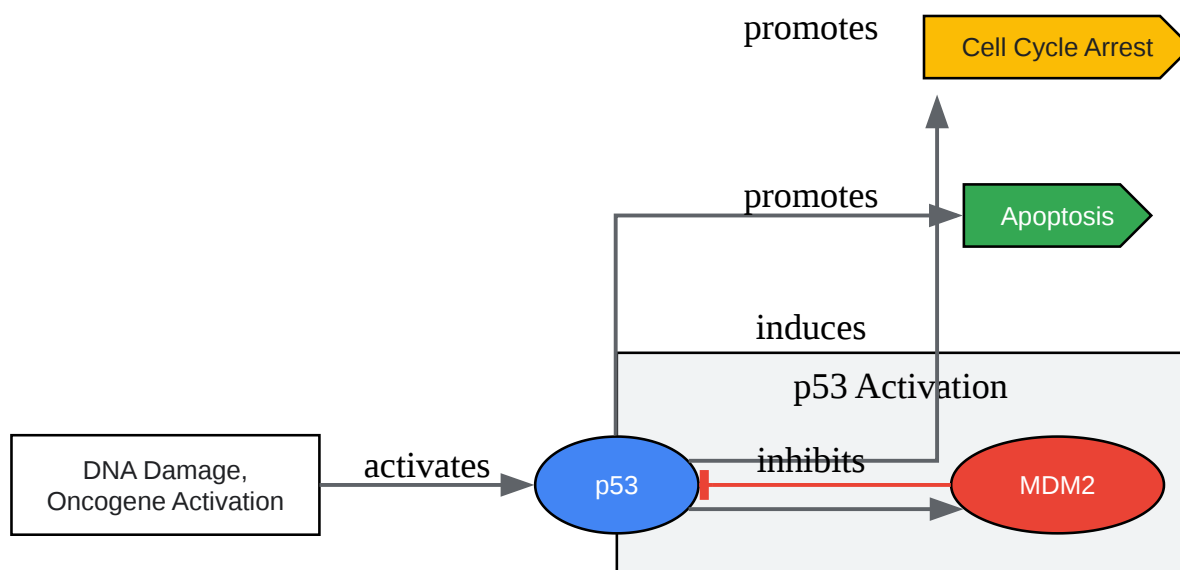 promotes
Cell Cycle Arrest
promotes
Apoptosis
induces
p53 Activation
DNA Damage,
Oncogene Activation
activates
p53
inhibits
MDM2